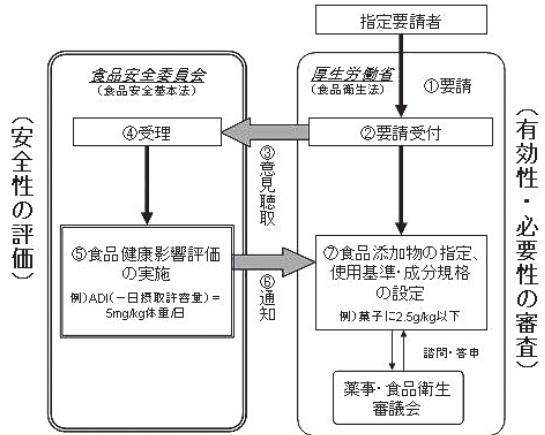 指定要請者
食品安全委員会
(食品安全基本法)
厚生労働省
(食品衛生法)
①要請
④受理
②要請受付
③意見聴取
(安全性の評価)
(有効性・必要性の審査)
⑤食品健康影響評価
の実施
例)ADI(一日摂取許容量)=
5mg/kg体重/日
⑥通知
⑦食品添加物の指定、
使用基準・成分規格
の設定
例)菓子に2.5g/kg以下
諮問・答申
薬事・食品衛生
審議会